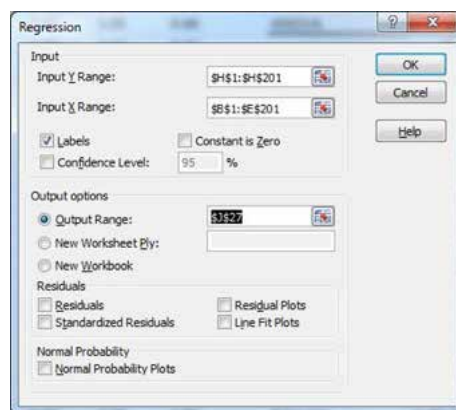 Regression
Input
Input Y Range:
$H$1:$H$201
OK
Input X Range:
$B$1:$E$201
Cancel
Labels
Constant is Zero
Help
Confidence Level:
95 %
Output options
Output Range:
$J$27
New Worksheet Ply:
New Workbook
Residuals
Residuals
Residual Plots
Standardized Residuals
Line Fit Plots
Normal Probability
Normal Probability Plots